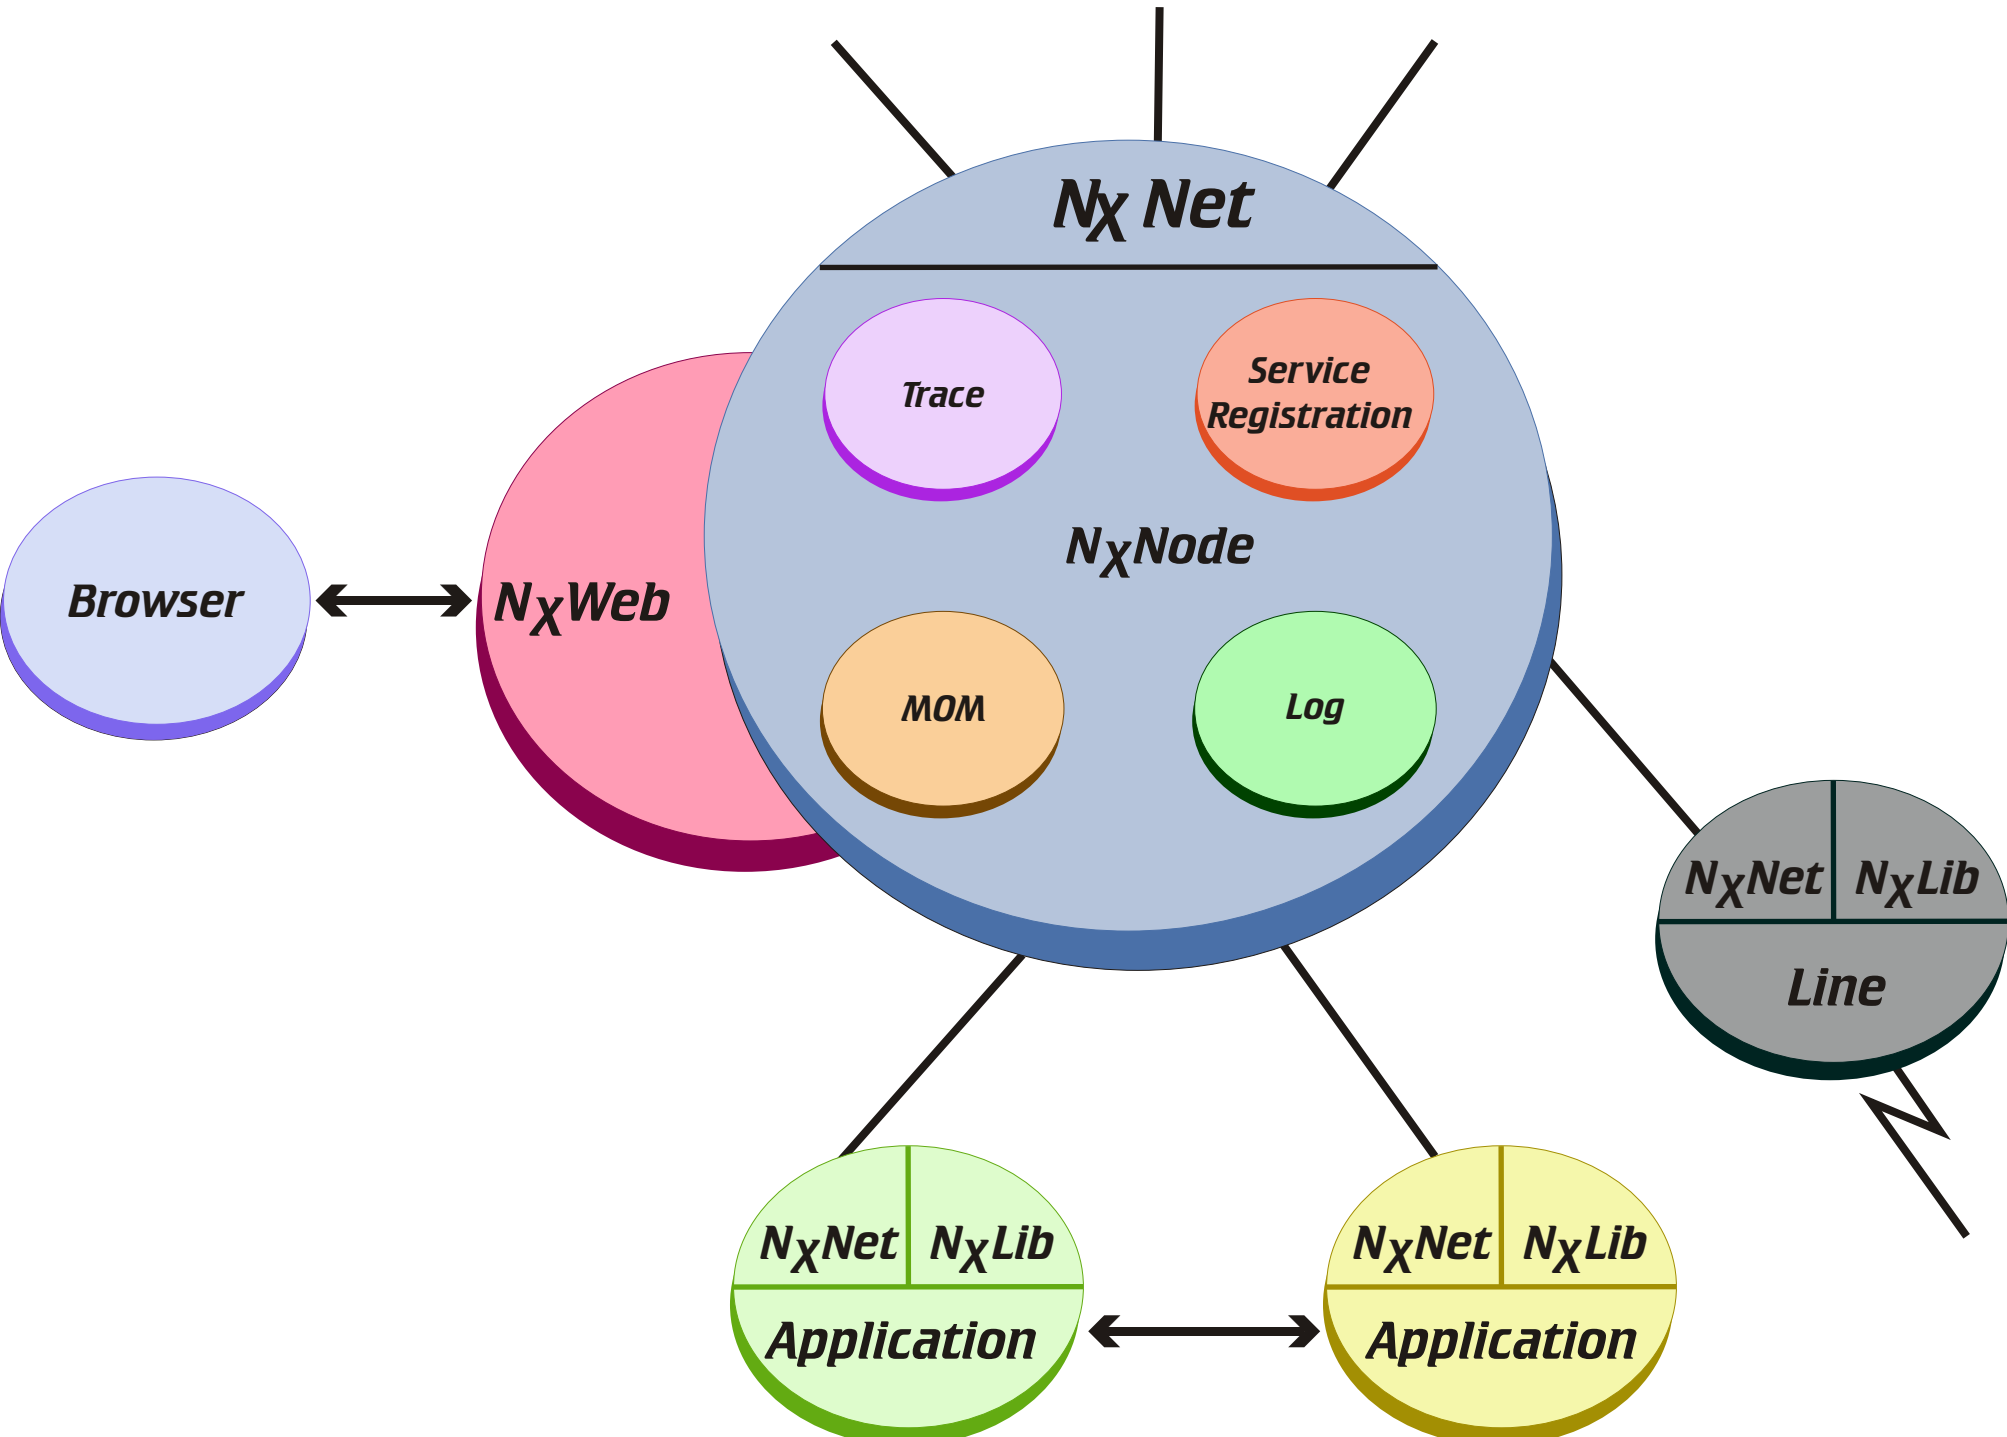 Nx Net
Trace
Service
Registration
NxNode
Browser
NxWeb
MOM
Log
NxNet NxLib
Line
NxNet NxLib
Application
NxNet NxLib
Application